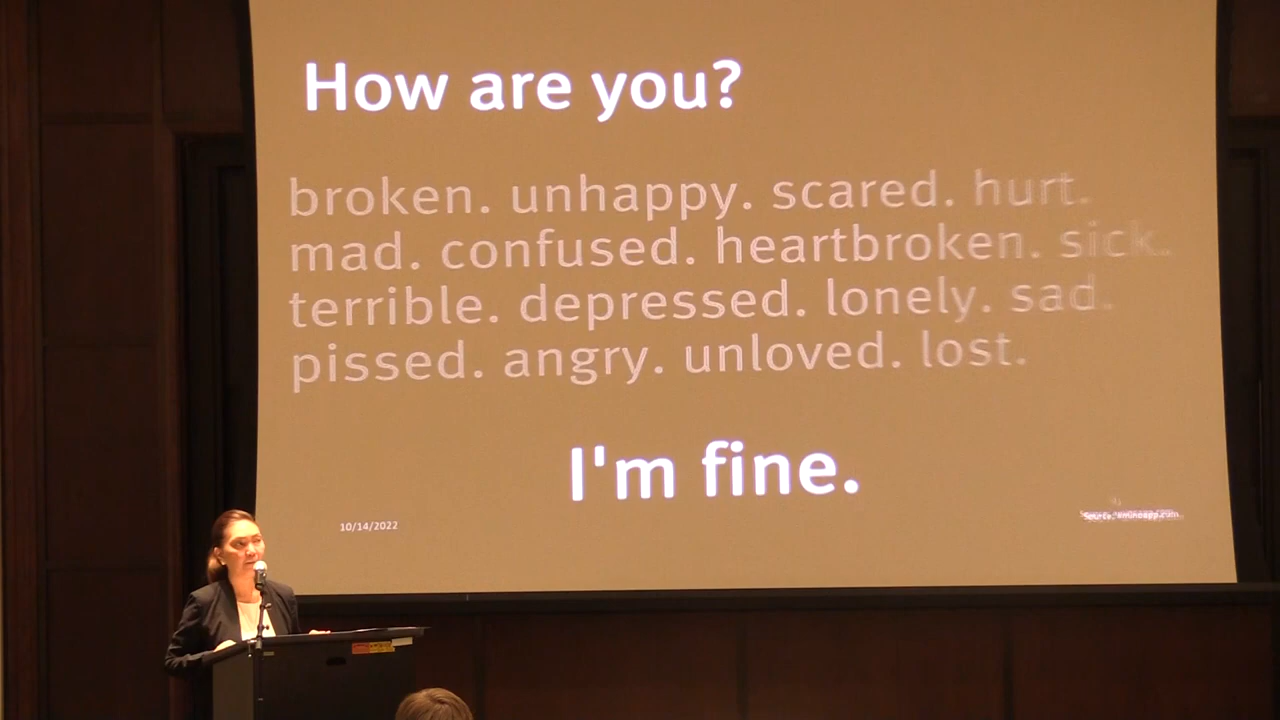 How are you?
broken. unhappy. scared. hurt.
mad. confused. heartbroken. sick.
terrible. depressed. lonely. sad.
pissed. angry. unloved. lost.
I'm fine.
10/14/2022
Source: